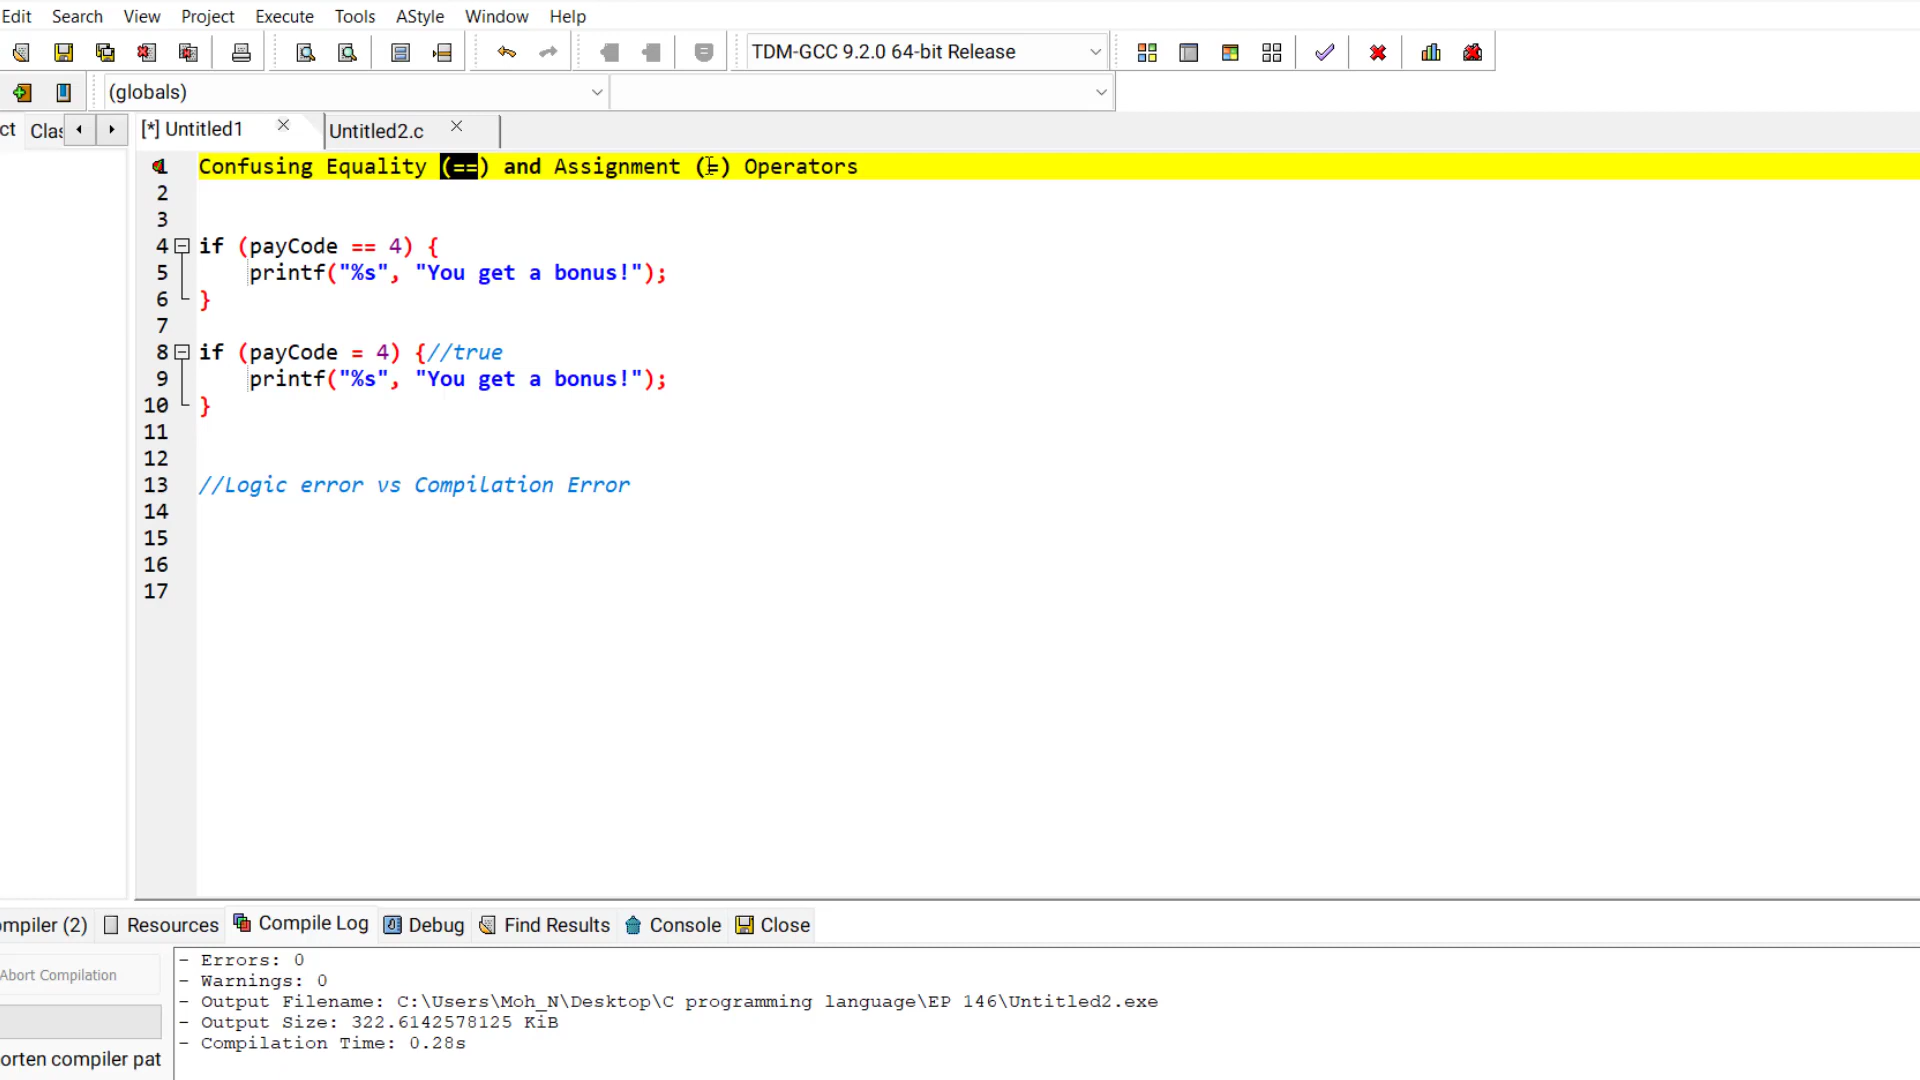 Edit Search View Project Execute Tools AStyle Window Help
TDM-GCC 9.2.0 64-bit Release
(globals)
ct Clas [*] Untitled1 Untitled2.c
1 Confusing Equality (==) and Assignment (=) Operators
2
3
4 if (payCode == 4) {
5 printf("%s", "You get a bonus!");
6 }
7
8 if (payCode = 4) {//true
9 printf("%s", "You get a bonus!");
10 }
11
12
13 //Logic error vs Compilation Error
14
15
16
17
ompiler (2) Resources Compile Log Debug Find Results Console Close
Abort Compilation
- Errors: 0
- Warnings: 0
- Output Filename: C:\Users\Moh_N\Desktop\C programming language\EP 146\Untitled2.exe
- Output Size: 322.6142578125 KiB
- Compilation Time: 0.28s
orten compiler pat